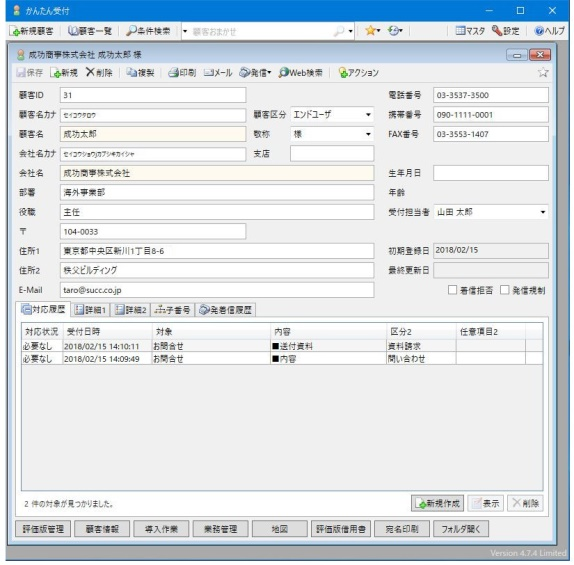 かんたん受付
新規顧客 顧客一覧 条件検索 顧客おまかせ マスタ 設定 ヘルプ
成功商事株式会社 成功太郎 様
保存 新規 削除 複製 印刷 メール 発信 Web検索 アクション
顧客ID 31 電話番号 03-3537-3500
顧客名カナ セイコウタロウ 顧客区分 エンドユーザ 携帯番号 090-1111-0001
顧客名 成功太郎 敬称 様 FAX番号 03-3553-1407
会社名カナ セイコウショウジカブシキカイシャ 支店
会社名 成功商事株式会社 生年月日
部署 海外事業部 年齢
役職 主任 受付担当者 山田 太郎
〒 104-0033
住所1 東京都中央区新川1丁目8-6 初期登録日 2018/02/15
住所2 秩父ビルディング 最終更新日
E-Mail taro@succ.co.jp 着信拒否 発信規制
対応履歴 詳細1 詳細2 子番号 発着信履歴
対応状況 受付日時 対象 内容 区分2 任意項目2
必要なし 2018/02/15 14:10:11 お問合せ ■送付資料 資料請求
必要なし 2018/02/15 14:09:49 お問合せ ■内容 問い合わせ
2 件の対象が見つかりました。 新規作成 表示 削除
評価版管理 顧客情報 導入作業 業務管理 地図 評価版借用書 宛名印刷 フォルダ開く
Version 4.7.4 Limited